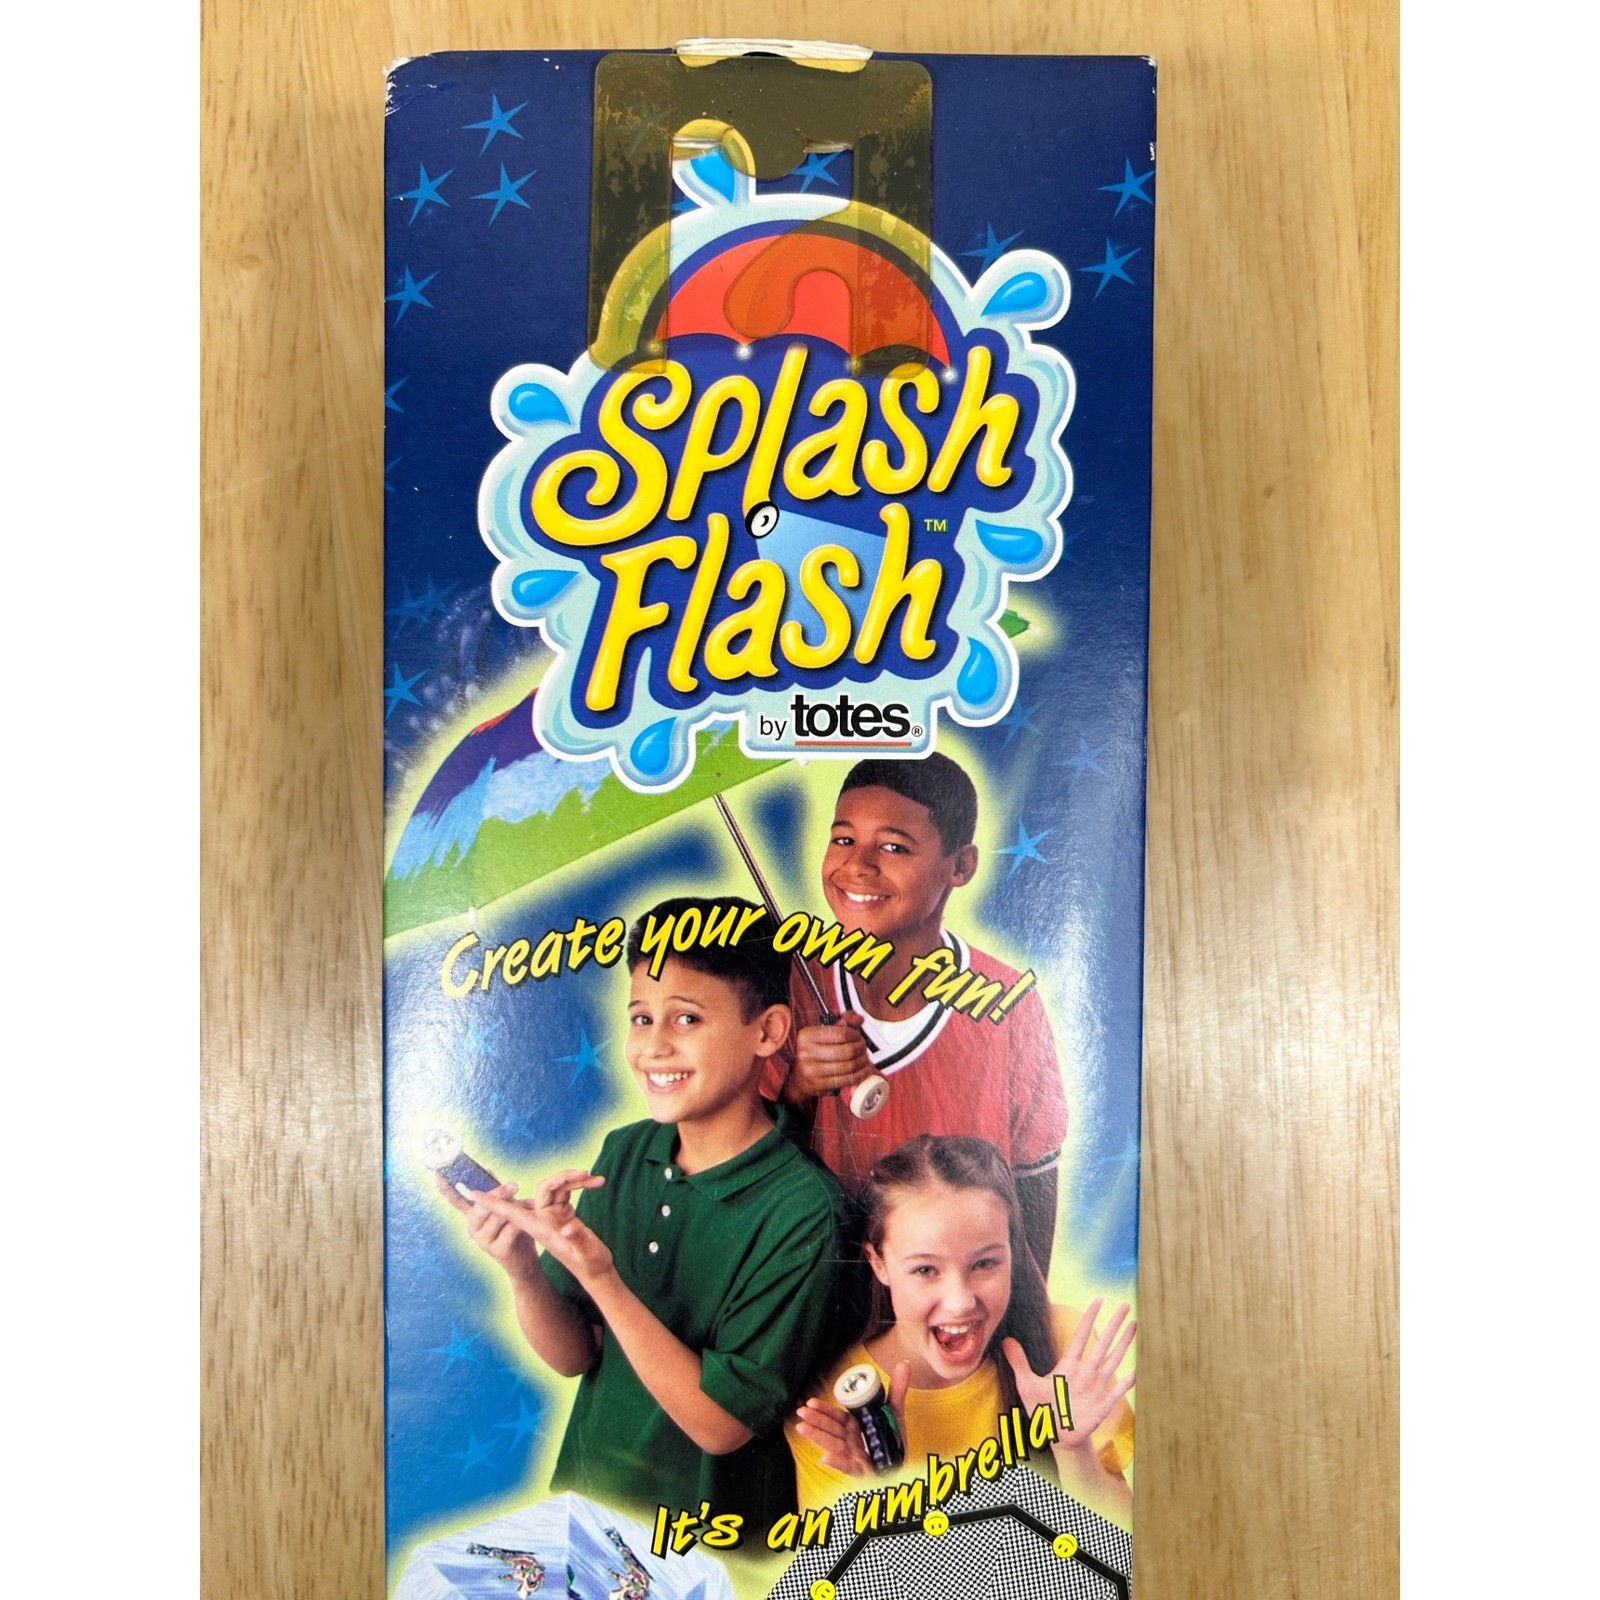 Splash
Flash™
by totes®
Create your own fun!
It's an umbrella!